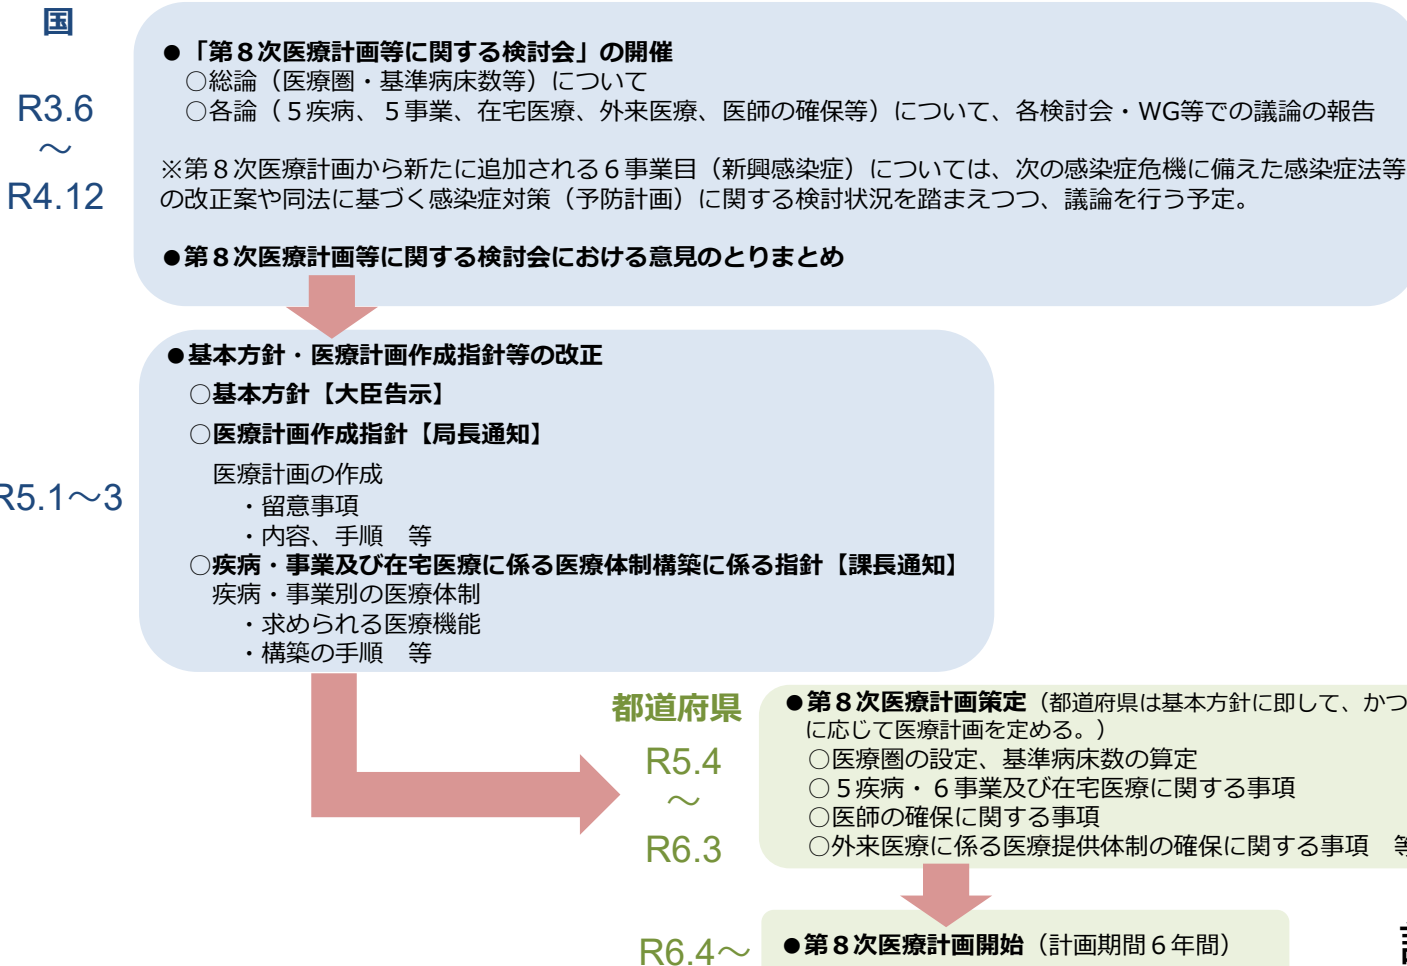 国
R3.6
～
R4.12
●「第８次医療計画等に関する検討会」の開催
○総論（医療圏・基準病床数等）について
○各論（５疾病、５事業、在宅医療、外来医療、医師の確保等）について、各検討会・WG等での議論の報告
※第８次医療計画から新たに追加される６事業目（新興感染症）については、次の感染症危機に備えた感染症法等
の改正案や同法に基づく感染症対策（予防計画）に関する検討状況を踏まえつつ、議論を行う予定。
●第８次医療計画等に関する検討会における意見のとりまとめ
R5.1～3
●基本方針・医療計画作成指針等の改正
○基本方針【大臣告示】
○医療計画作成指針【局長通知】
医療計画の作成
・留意事項
・内容、手順　等
○疾病・事業及び在宅医療に係る医療体制構築に係る指針【課長通知】
疾病・事業別の医療体制
・求められる医療機能
・構築の手順　等
都道府県
R5.4
～
R6.3
●第８次医療計画策定（都道府県は基本方針に即して、かつ
に応じて医療計画を定める。）
○医療圏の設定、基準病床数の算定
○５疾病・６事業及び在宅医療に関する事項
○医師の確保に関する事項
○外来医療に係る医療提供体制の確保に関する事項　等
R6.4～
●第８次医療計画開始（計画期間６年間）